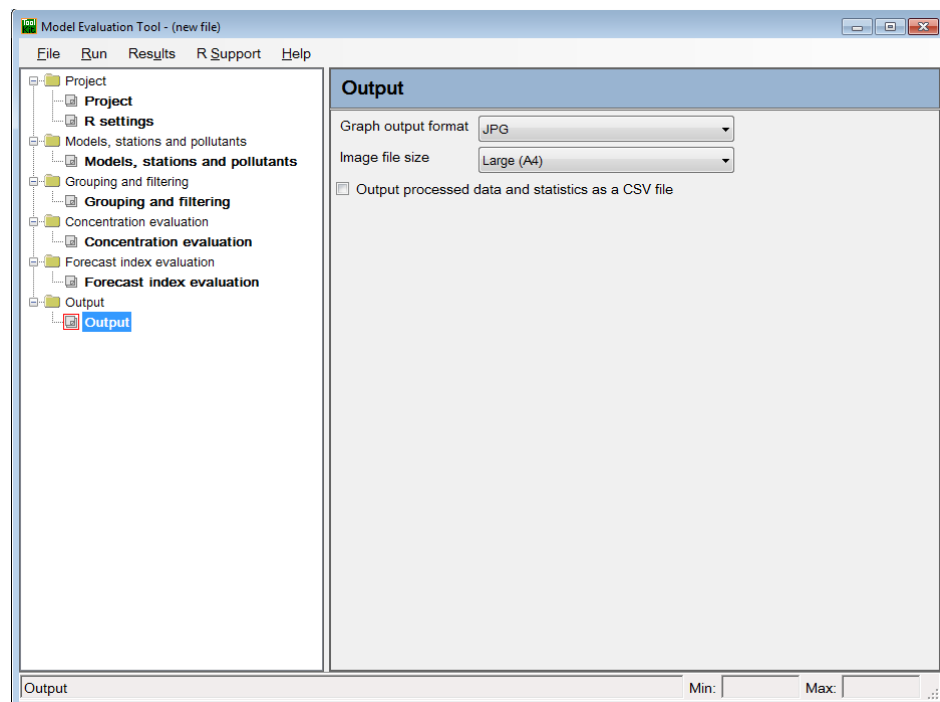 Model Evaluation Tool - (new file)
File Run Results R Support Help
Project
Project
R settings
Models, stations and pollutants
Models, stations and pollutants
Grouping and filtering
Grouping and filtering
Concentration evaluation
Concentration evaluation
Forecast index evaluation
Forecast index evaluation
Output
Output
Output
Graph output format JPG
Image file size Large (A4)
Output processed data and statistics as a CSV file
Output Min: Max: